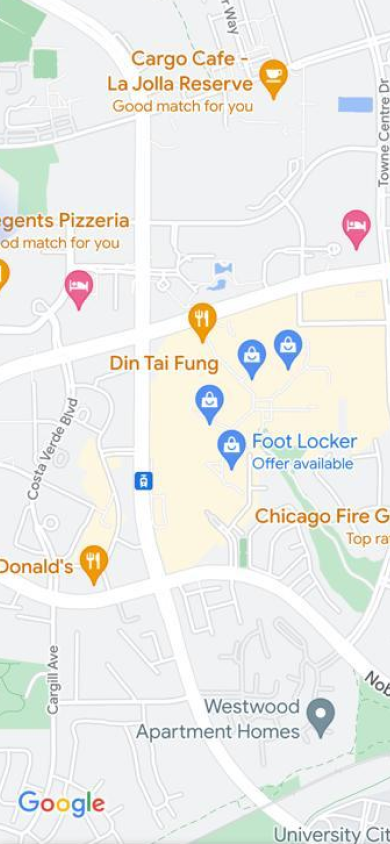 r Way
Cargo Cafe -
La Jolla Reserve
Good match for you
Towne Centre Dr
egents Pizzeria
od match for you
Din Tai Fung
Costa Verde Blvd
Foot Locker
Offer available
Chicago Fire G
Top ra
Donald's
Cargill Ave
Nob
Westwood
Apartment Homes
Google
University Cit